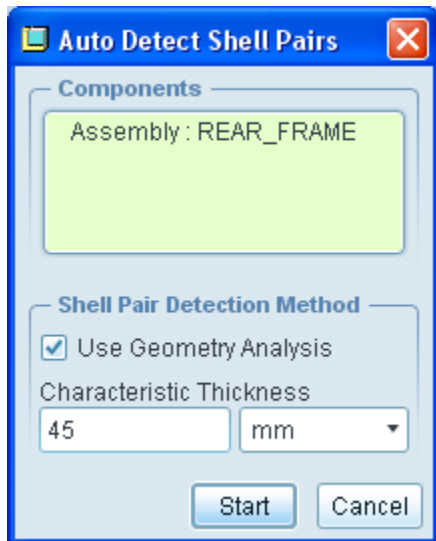 Auto Detect Shell Pairs
Components
Assembly : REAR_FRAME
Shell Pair Detection Method
Use Geometry Analysis
Characteristic Thickness
45 mm
Start Cancel